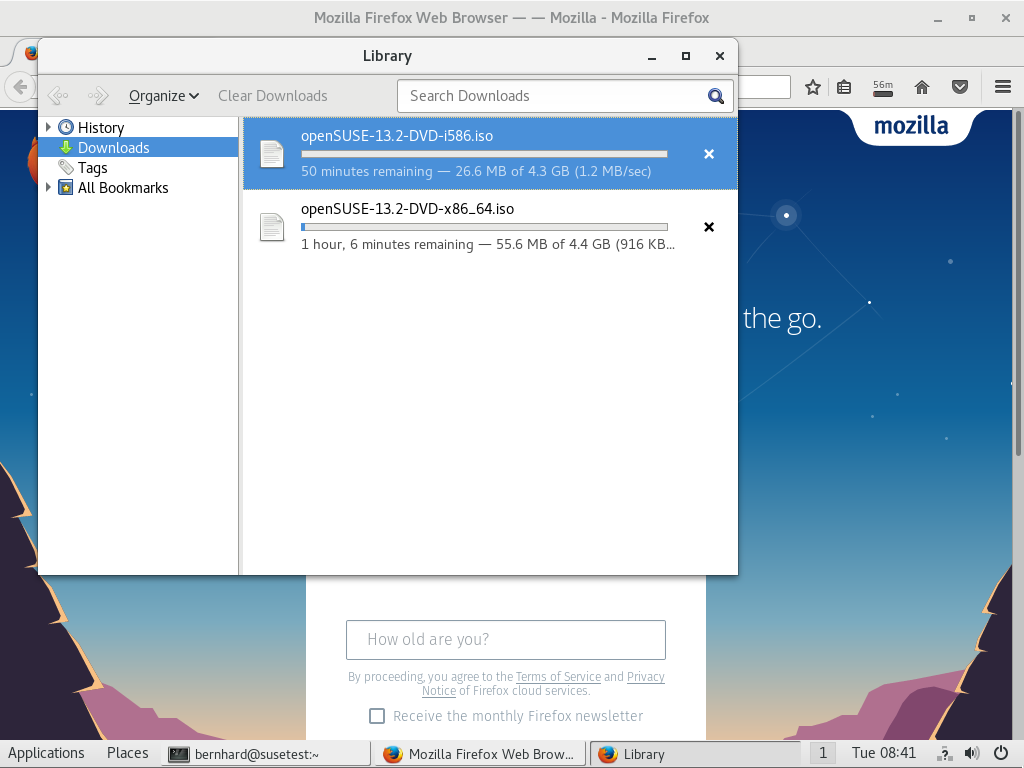 Mozilla Firefox Web Browser — — Mozilla - Mozilla Firefox
Library
Organize
Clear Downloads
Search Downloads
56m
History
Downloads
Tags
All Bookmarks
openSUSE-13.2-DVD-i586.iso
50 minutes remaining — 26.6 MB of 4.3 GB (1.2 MB/sec)
openSUSE-13.2-DVD-x86_64.iso
1 hour, 6 minutes remaining — 55.6 MB of 4.4 GB (916 KB...
mozilla
the go.
How old are you?
By proceeding, you agree to the Terms of Service and Privacy
Notice of Firefox cloud services.
Receive the monthly Firefox newsletter
Applications
Places
bernhard@susetest:~
Mozilla Firefox Web Brow...
Library
1
Tue 08:41